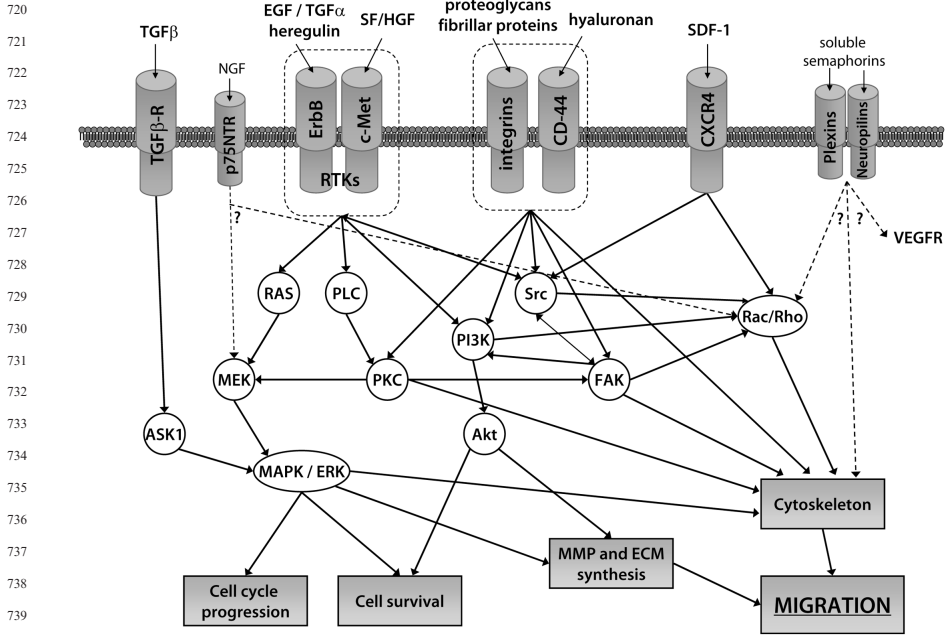 720
721
722
723
724
725
726
727
728
729
730
731
732
733
734
735
736
737
738
739
TGFβ
NGF
EGF / TGFα
heregulin
SF/HGF
proteoglycans
fibrillar proteins
hyaluronan
SDF-1
soluble
semaphorins
TGFβ-R
p75NTR
ErbB
c-Met
RTKs
integrins
CD-44
CXCR4
Plexins
Neuropilins
?
?
?
VEGFR
RAS
PLC
Src
Rac/Rho
PI3K
MEK
PKC
FAK
ASK1
Akt
MAPK / ERK
Cytoskeleton
MMP and ECM
synthesis
Cell cycle
progression
Cell survival
MIGRATION